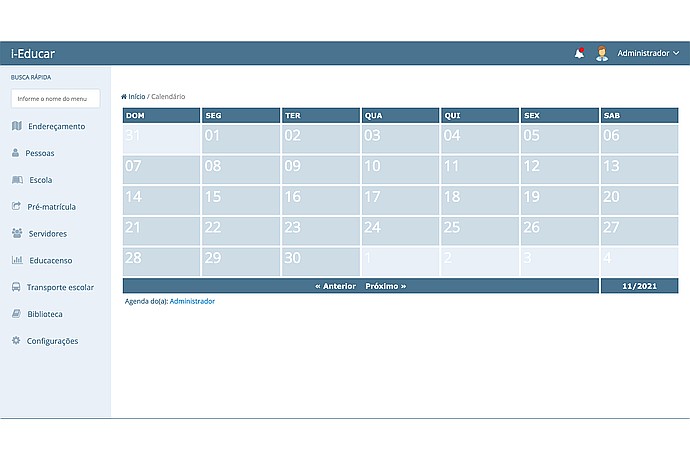 i-Educar
Administrador
BUSCA RÁPIDA
Informe o nome do menu
Endereçamento
Pessoas
Escola
Pré-matrícula
Servidores
Educacenso
Transporte escolar
Biblioteca
Configurações
Início / Calendário
DOM SEG TER QUA QUI SEX SAB
31 01 02 03 04 05 06
07 08 09 10 11 12 13
14 15 16 17 18 19 20
21 22 23 24 25 26 27
28 29 30 1 2 3 4
« Anterior Próximo » 11/2021
Agenda do(a): Administrador